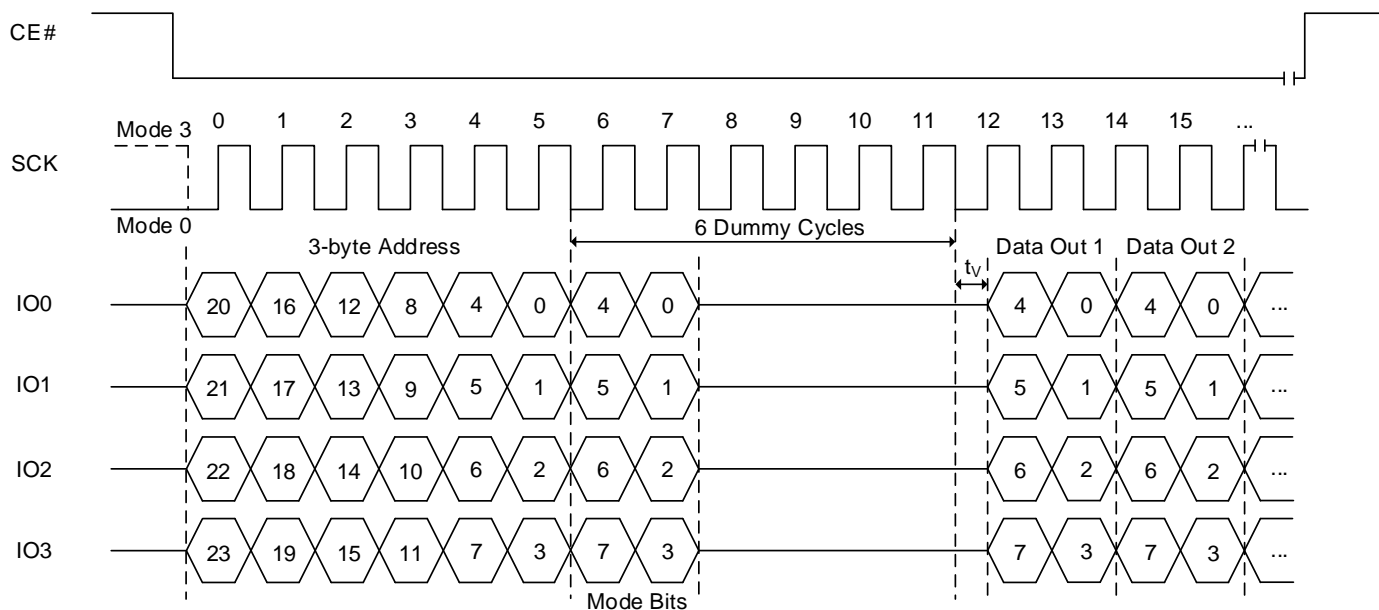 CE#
0 1 2 3 4 5 6 7 8 9 10 11 12 13 14 15 ...
Mode 3
SCK
Mode 0
6 Dummy Cycles
3-byte Address Data Out 1 Data Out 2
tV
IO0 20 16 12 8 4 0 4 0 4 0 4 0 ...
IO1 21 17 13 9 5 1 5 1 5 1 5 1 ...
IO2 22 18 14 10 6 2 6 2 6 2 6 2 ...
IO3 23 19 15 11 7 3 7 3 7 3 7 3 ...
Mode Bits